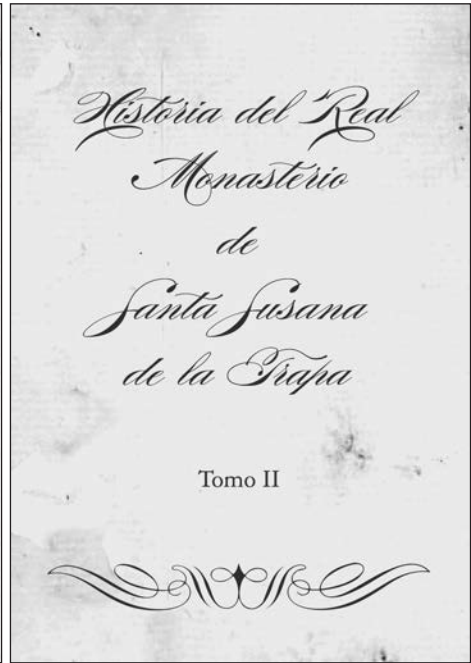 Historia del Real
Monasterio
de
Santa Susana
de la Trapa
Tomo II